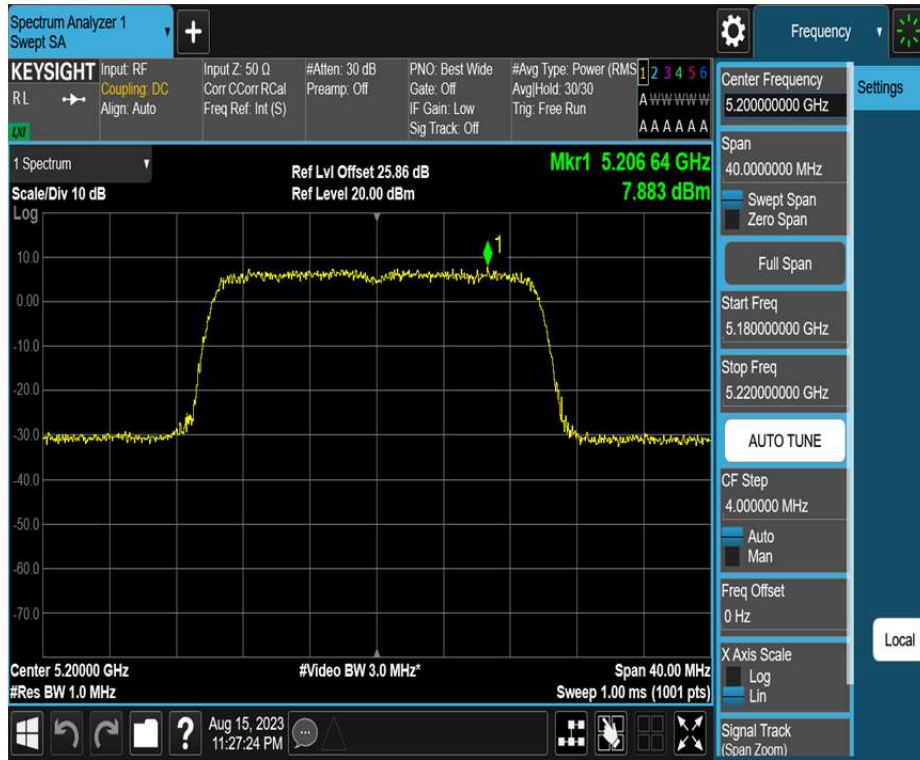 Spectrum Analyzer 1
Swept SA
+
Frequency
KEYSIGHT
R L
LXI
Input: RF
Coupling: DC
Align: Auto
Input Z: 50 Ω
Corr CCorr RCal
Freq Ref: Int (S)
#Atten: 30 dB
Preamp: Off
PNO: Best Wide
Gate: Off
IF Gain: Low
Sig Track: Off
#Avg Type: Power (RMS
Avg|Hold: 30/30
Trig: Free Run
1 2 3 4 5 6
A W W W W W
A A A A A A
1 Spectrum
Scale/Div 10 dB
Log
Ref Lvl Offset 25.86 dB
Ref Level 20.00 dBm
Mkr1 5.206 64 GHz
7.883 dBm
1
10.0
0.00
-10.0
-20.0
-30.0
-40.0
-50.0
-60.0
-70.0
Center 5.20000 GHz
#Res BW 1.0 MHz
#Video BW 3.0 MHz*
Span 40.00 MHz
Sweep 1.00 ms (1001 pts)
?
Aug 15, 2023
11:27:24 PM
Center Frequency
5.200000000 GHz
Span
40.0000000 MHz
Swept Span
Zero Span
Full Span
Start Freq
5.180000000 GHz
Stop Freq
5.220000000 GHz
AUTO TUNE
CF Step
4.000000 MHz
Auto
Man
Freq Offset
0 Hz
X Axis Scale
Log
Lin
Signal Track
(Span Zoom)
Settings
Local